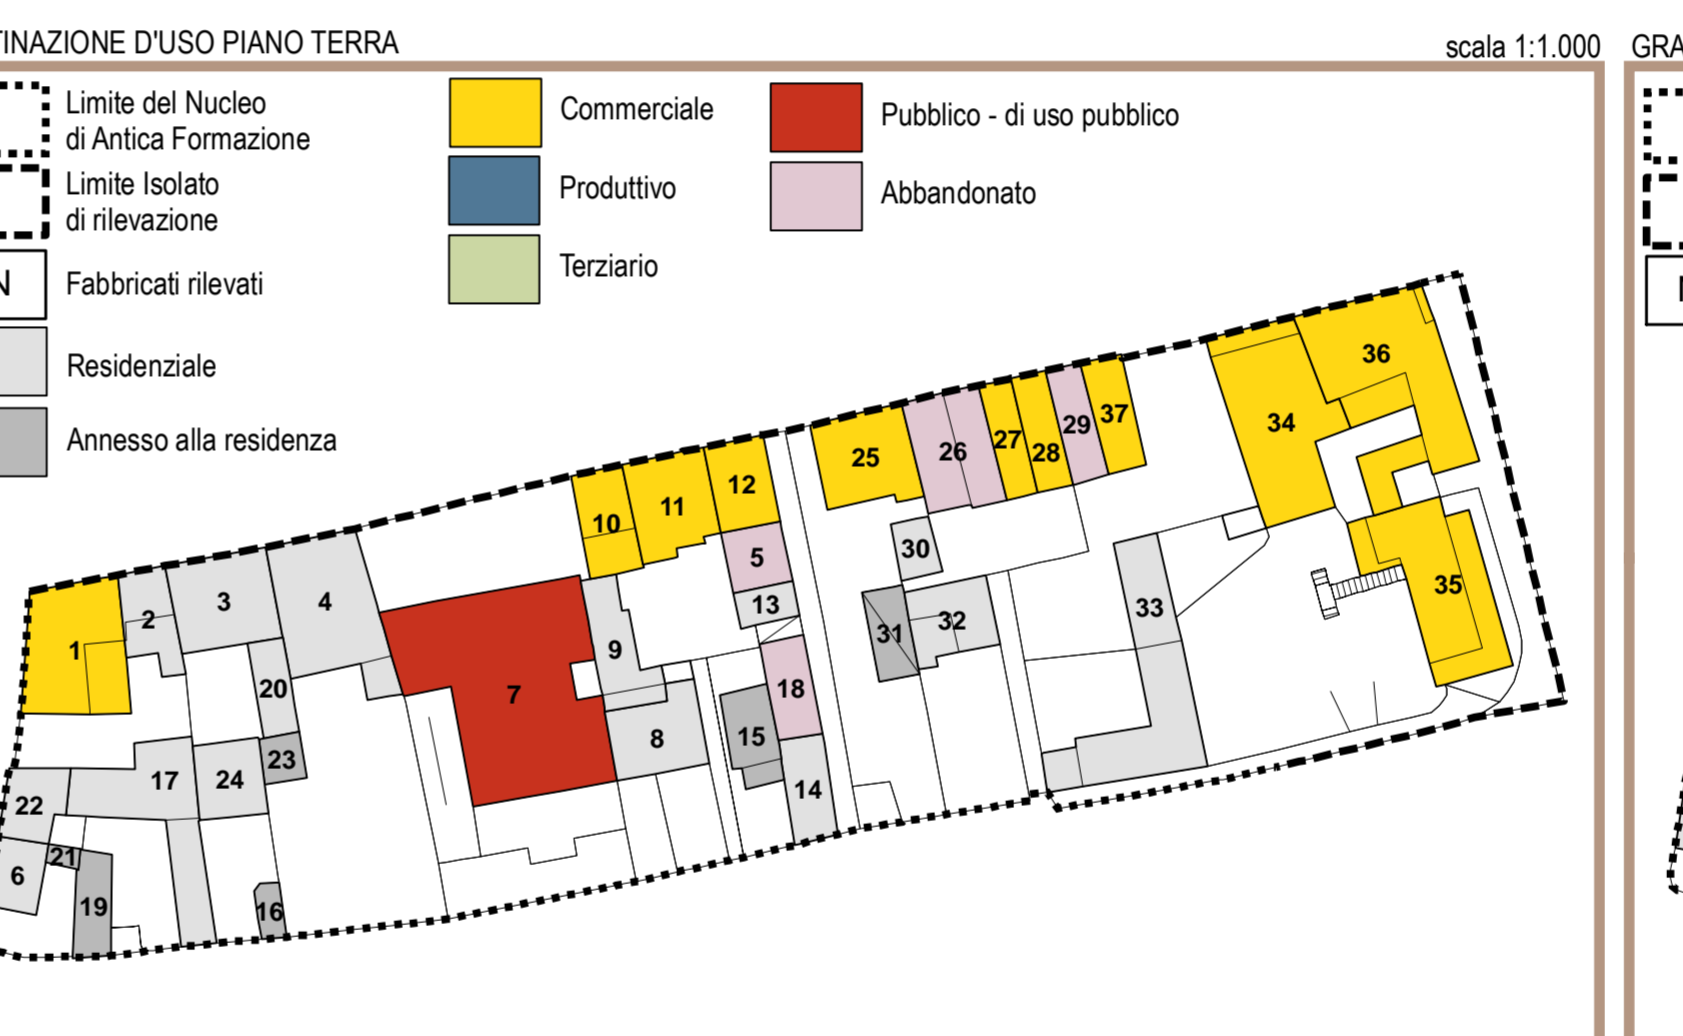 TINAZIONE D'USO PIANO TERRA
scala 1:1.000
GRA
Limite del Nucleo
di Antica Formazione
Limite Isolato
di rilevazione
N
Fabbricati rilevati
Residenziale
Annesso alla residenza
Commerciale
Produttivo
Terziario
Pubblico - di uso pubblico
Abbandonato
36
34
37
29
28
27
26
25
12
11
10
5
13
30
33
35
32
31
9
18
15
8
14
7
4
3
2
1
20
23
24
17
22
21
6
19
16